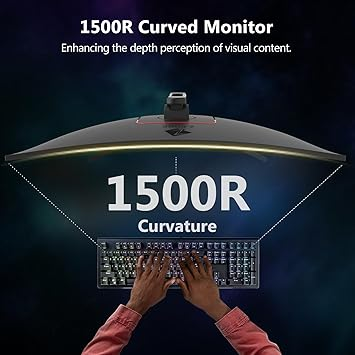 1500R Curved Monitor
Enhancing the depth perception of visual content.
1500R
Curvature